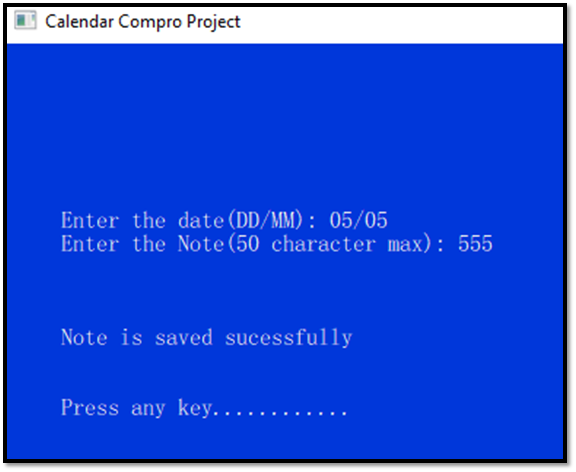 Calendar Compro Project
Enter the date(DD/MM): 05/05
Enter the Note(50 character max): 555
Note is saved sucessfully
Press any key............